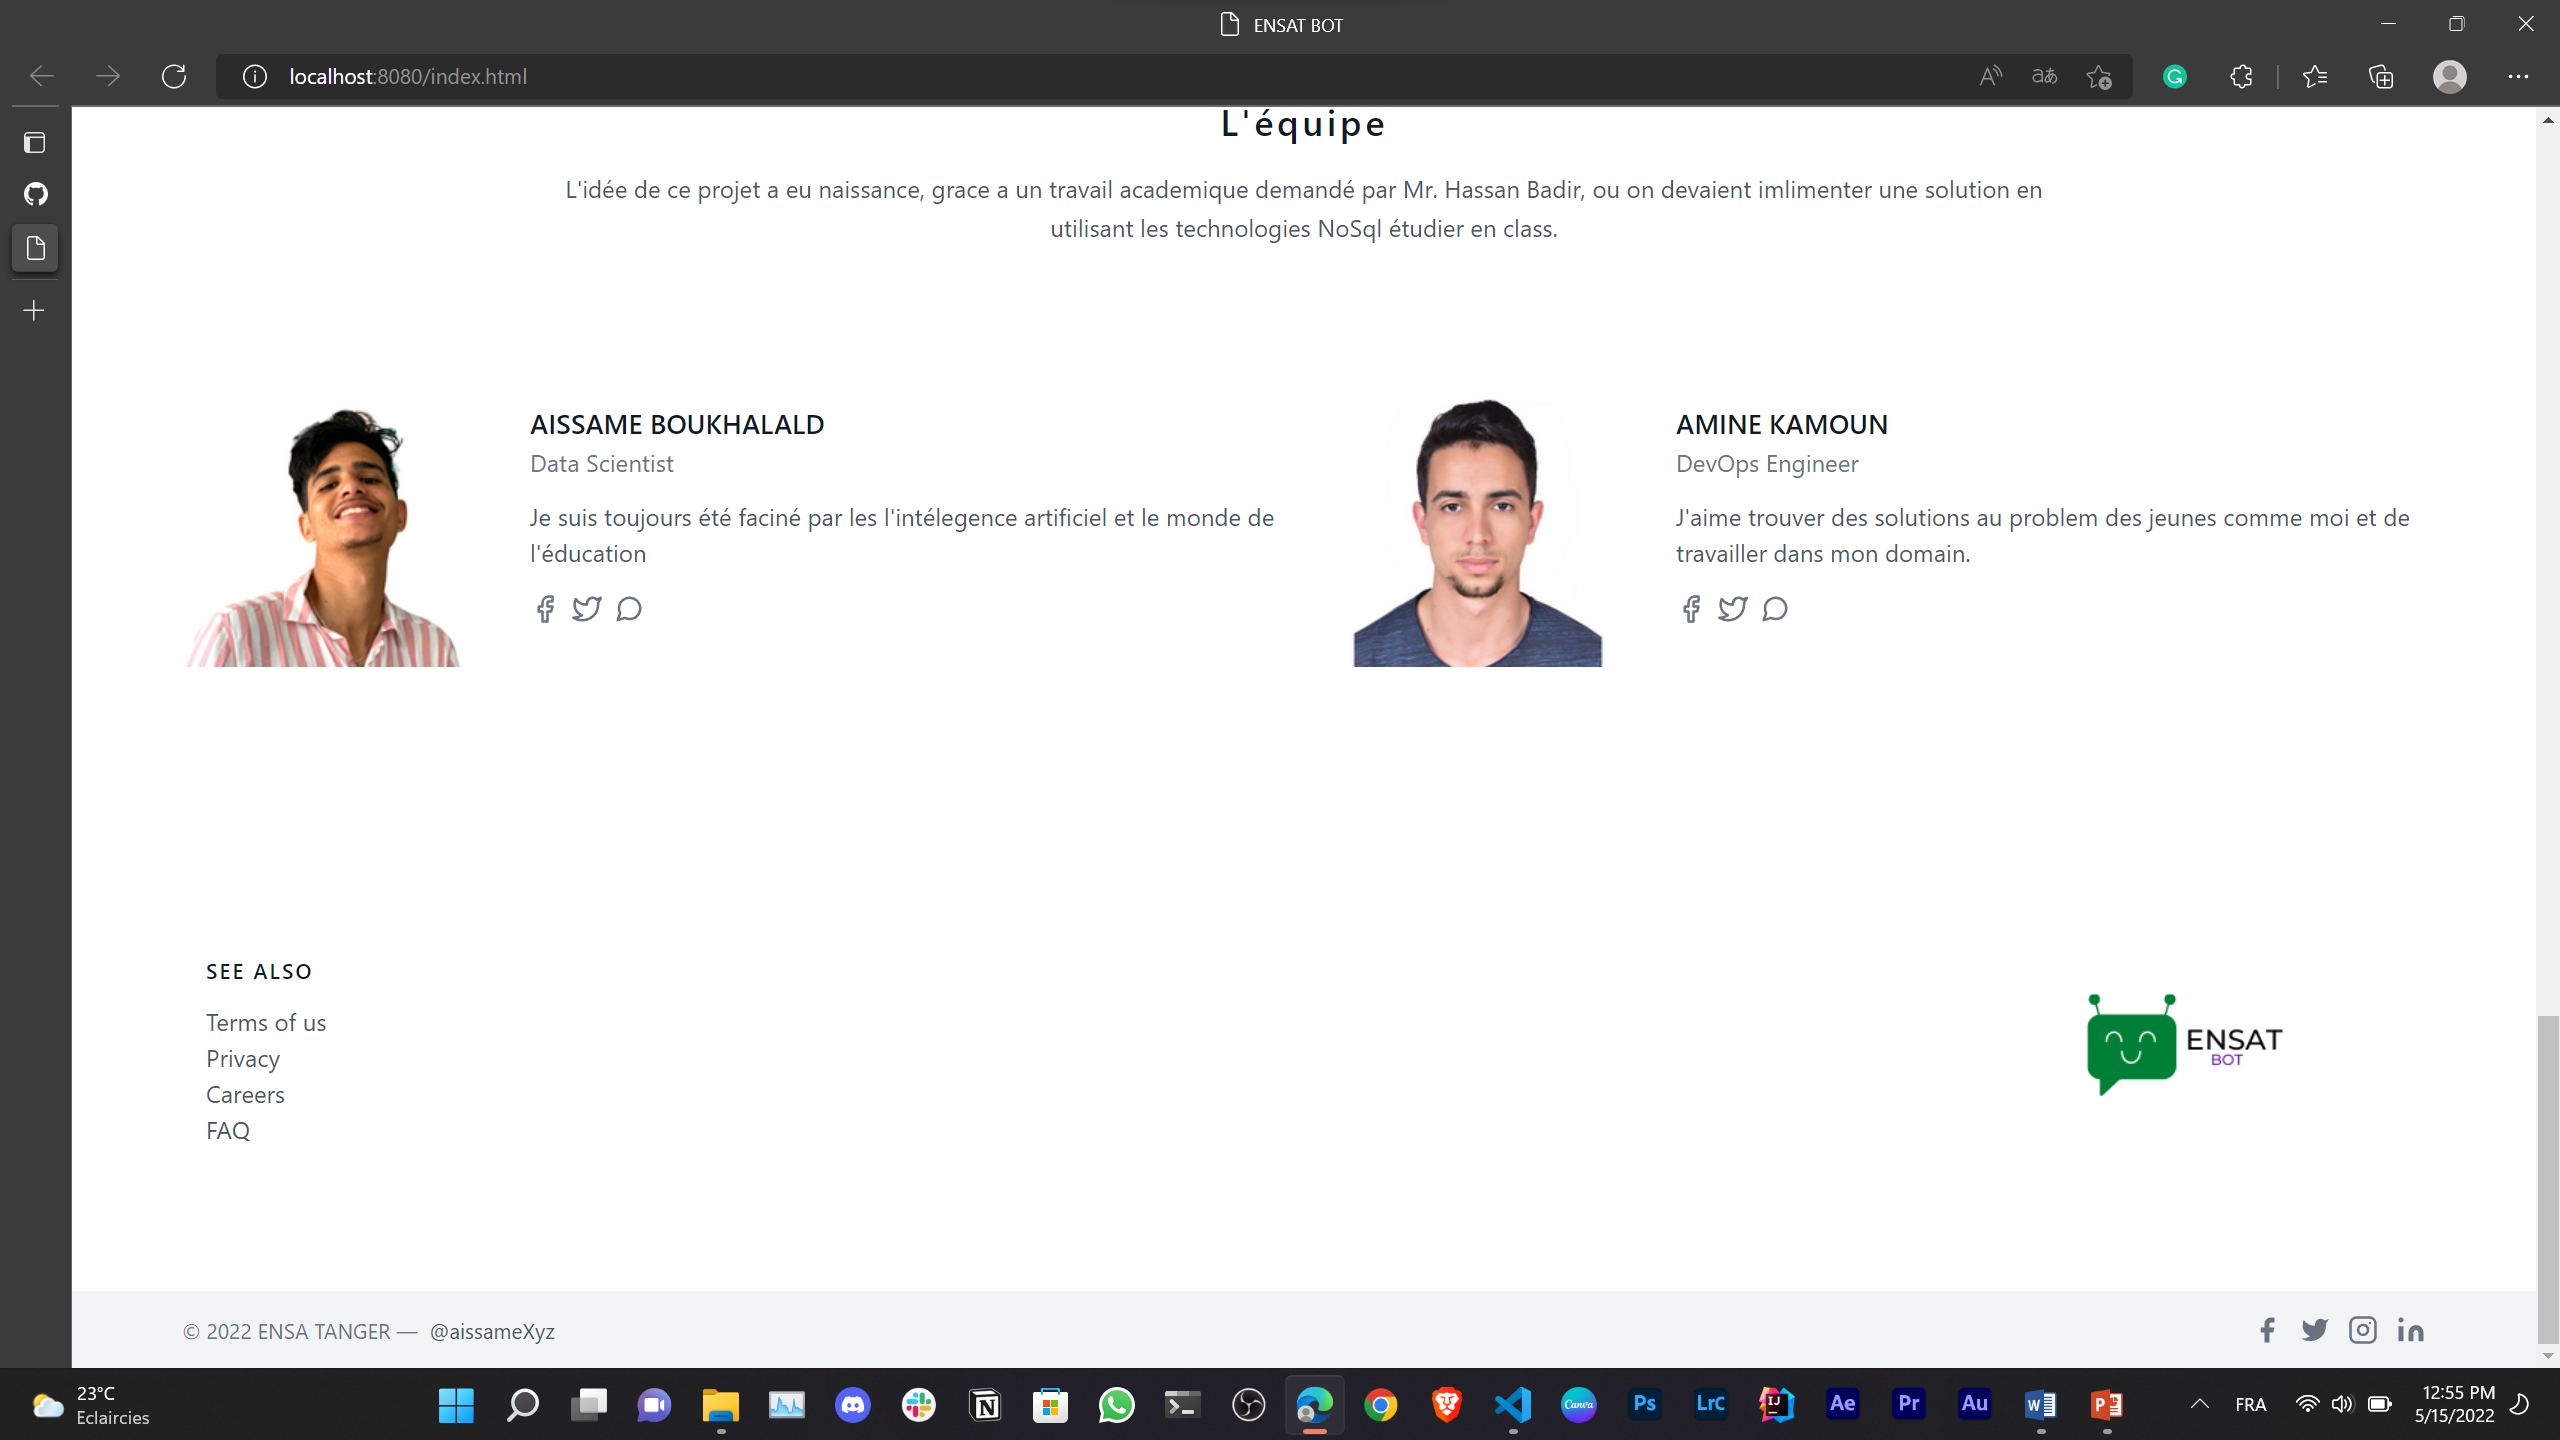 ENSAT BOT
localhost:8080/index.html
L'équipe
L'idée de ce projet a eu naissance, grace a un travail academique demandé par Mr. Hassan Badir, ou on devaient imlimenter une solution en
utilisant les technologies NoSql étudier en class.
AISSAME BOUKHALALD
Data Scientist
Je suis toujours été faciné par les l'intélegence artificiel et le monde de
l'éducation
AMINE KAMOUN
DevOps Engineer
J'aime trouver des solutions au problem des jeunes comme moi et de
travailler dans mon domain.
SEE ALSO
Terms of us
Privacy
Careers
FAQ
ENSAT
BOT
© 2022 ENSA TANGER — @aissameXyz
23°C
Eclaircies
Canva
Ps
LrC
IJ
Ae
Pr
Au
FRA
12:55 PM
5/15/2022